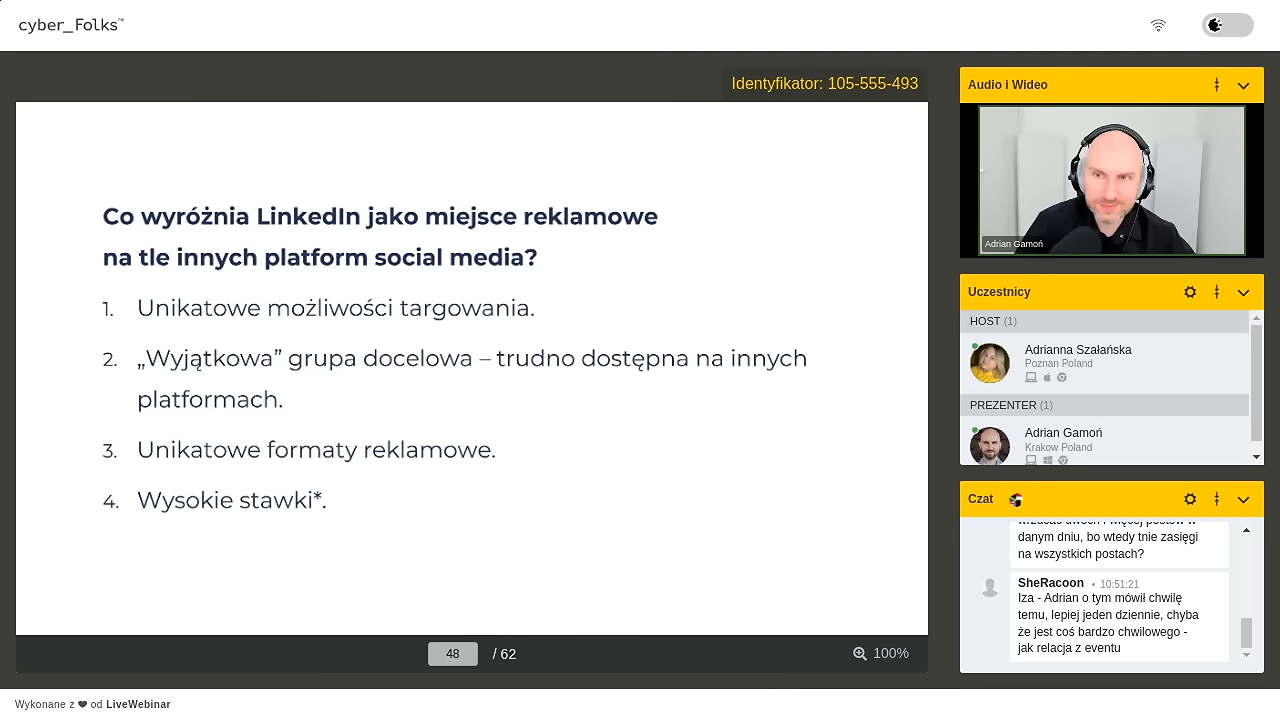 cyber_Folks™
Identyfikator: 105-555-493
Co wyróżnia LinkedIn jako miejsce reklamowe
na tle innych platform social media?
1. Unikatowe możliwości targowania.
2. „Wyjątkowa” grupa docelowa – trudno dostępna na innych
platformach.
3. Unikatowe formaty reklamowe.
4. Wysokie stawki*.
48 / 62
100%
Audio i Wideo
Adrian Gamoń
Uczestnicy
HOST (1)
Adrianna Szałańska
Poznan Poland
PREZENTER (1)
Adrian Gamoń
Krakow Poland
Czat
wrzucać dwóch i więcej postów w
danym dniu, bo wtedy tnie zasięgi
na wszystkich postach?
SheRacoon • 10:51:21
Iza - Adrian o tym mówił chwilę
temu, lepiej jeden dziennie, chyba
że jest coś bardzo chwilowego -
jak relacja z eventu
Wykonane z ❤ od LiveWebinar